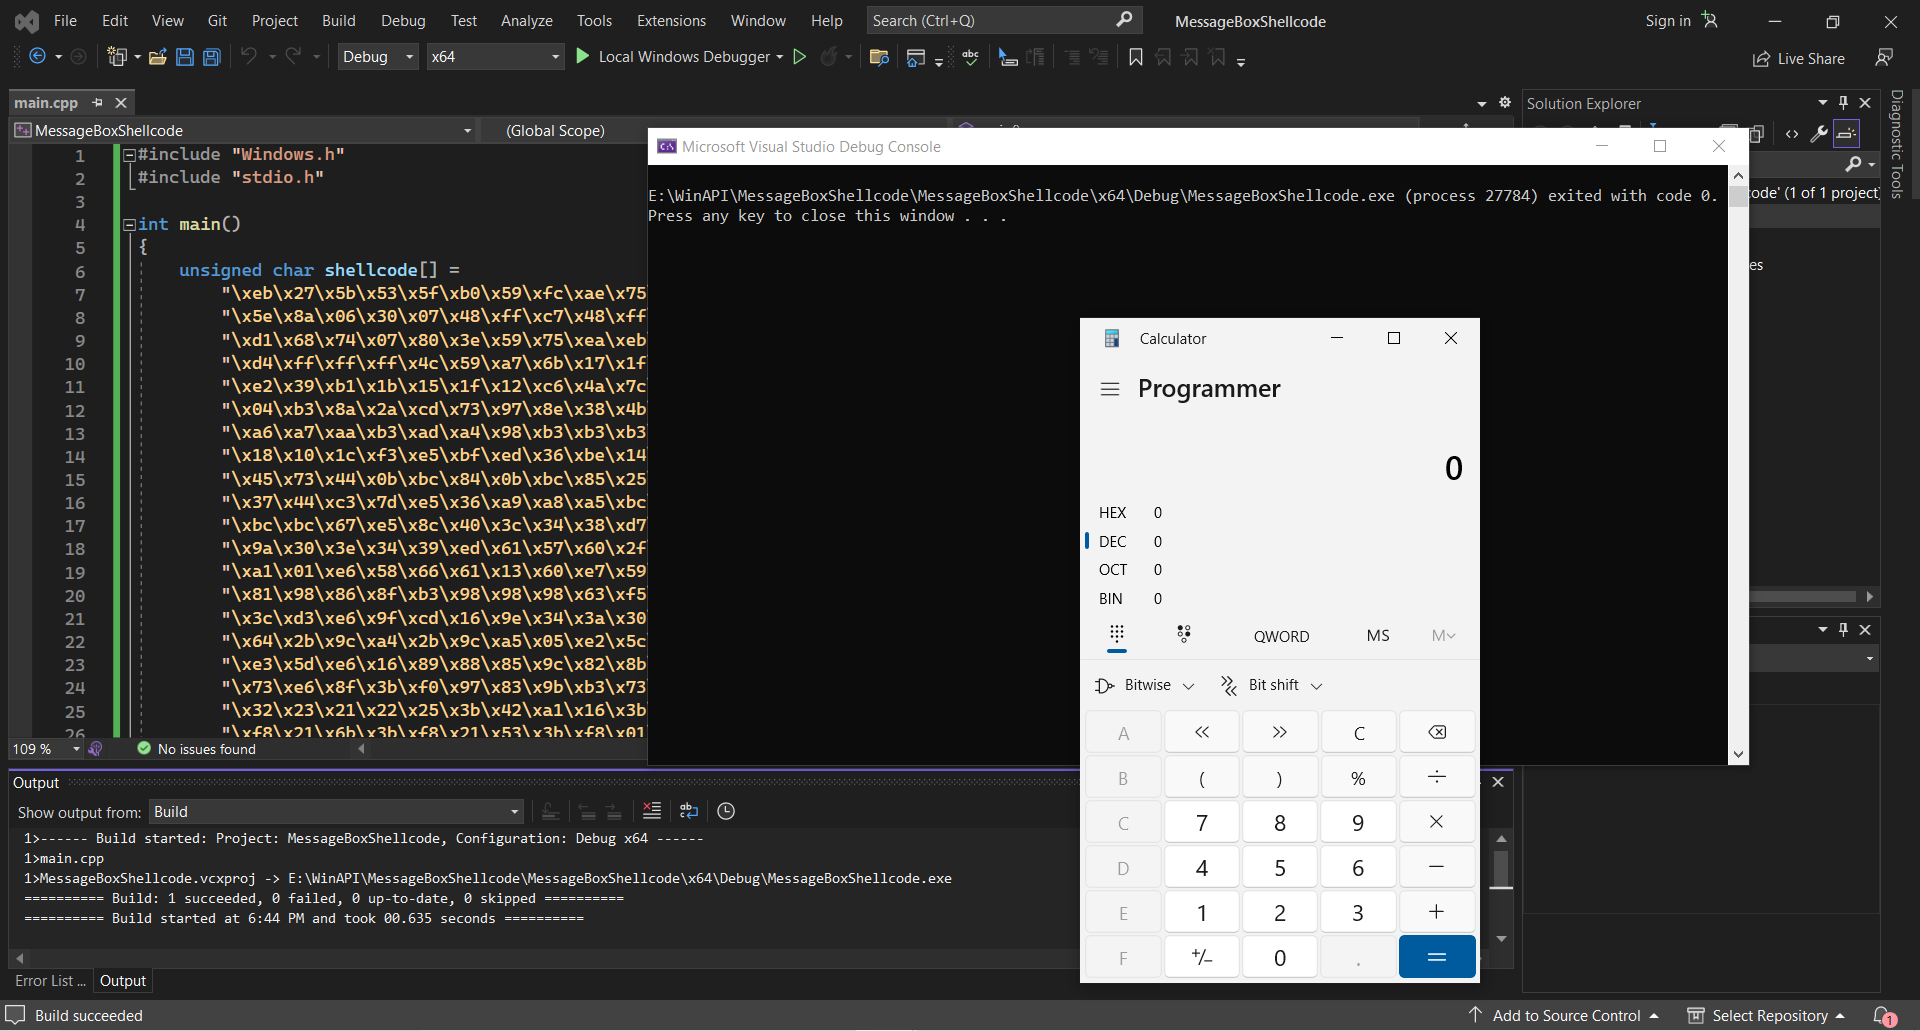 File Edit View Git Project Build Debug Test Analyze Tools Extensions Window Help Search (Ctrl+Q) MessageBoxShellcode Sign in
Debug x64 Local Windows Debugger abc Live Share
main.cpp
MessageBoxShellcode (Global Scope)
Solution Explorer
Diagnostic Tools
ode' (1 of 1 project)
es
1 #include "Windows.h"
2 #include "stdio.h"
3
4 int main()
5 {
6 unsigned char shellcode[] =
7 "\xeb\x27\x5b\x53\x5f\xb0\x59\xfc\xae\x75
8 "\x5e\x8a\x06\x30\x07\x48\xff\xc7\x48\xff
9 "\xd1\x68\x74\x07\x80\x3e\x59\x75\xea\xeb
10 "\xd4\xff\xff\xff\x4c\x59\xa7\x6b\x17\x1f
11 "\xe2\x39\xb1\x1b\x15\x1f\x12\xc6\x4a\x7c
12 "\x04\xb3\x8a\x2a\xcd\x73\x97\x8e\x38\x4b
13 "\xa6\xa7\xaa\xb3\xad\xa4\x98\xb3\xb3\xb3
14 "\x18\x10\x1c\xf3\xe5\xbf\xed\x36\xbe\x14
15 "\x45\x73\x44\x0b\xbc\x84\x0b\xbc\x85\x25
16 "\x37\x44\xc3\x7d\xe5\x36\xa9\xa8\xa5\xbc
17 "\xbc\xbc\x67\xe5\x8c\x40\x3c\x34\x38\xd7
18 "\x9a\x30\x3e\x34\x39\xed\x61\x57\x60\x2f
19 "\xa1\x01\xe6\x58\x66\x61\x13\x60\xe7\x59
20 "\x81\x98\x86\x8f\xb3\x98\x98\x98\x63\xf5
21 "\x3c\xd3\xe6\x9f\xcd\x16\x9e\x34\x3a\x30
22 "\x64\x2b\x9c\xa4\x2b\x9c\xa5\x05\xe2\x5c
23 "\xe3\x5d\xe6\x16\x89\x88\x85\x9c\x82\x8b
24 "\x73\xe6\x8f\x3b\xf0\x97\x83\x9b\xb3\x73
25 "\x32\x23\x21\x22\x25\x3b\x42\xa1\x16\x3b
26 "\xf8\x21\x6b\x3b\xf8\x21\x53\x3b\xf8\x01
109 % No issues found
C:\ Microsoft Visual Studio Debug Console
E:\WinAPI\MessageBoxShellcode\MessageBoxShellcode\x64\Debug\MessageBoxShellcode.exe (process 27784) exited with code 0.
Press any key to close this window . . .
Calculator
Programmer
0
HEX 0
DEC 0
OCT 0
BIN 0
QWORD MS M
Bitwise Bit shift
A << >> C
B ( ) % ÷
C 7 8 9 ×
D 4 5 6 −
E 1 2 3 +
F +/− 0 . =
Output
Show output from: Build
1>------ Build started: Project: MessageBoxShellcode, Configuration: Debug x64 ------
1>main.cpp
1>MessageBoxShellcode.vcxproj -> E:\WinAPI\MessageBoxShellcode\MessageBoxShellcode\x64\Debug\MessageBoxShellcode.exe
========== Build: 1 succeeded, 0 failed, 0 up-to-date, 0 skipped ==========
========== Build started at 6:44 PM and took 00.635 seconds ==========
Error List ... Output
Build succeeded Add to Source Control Select Repository 1